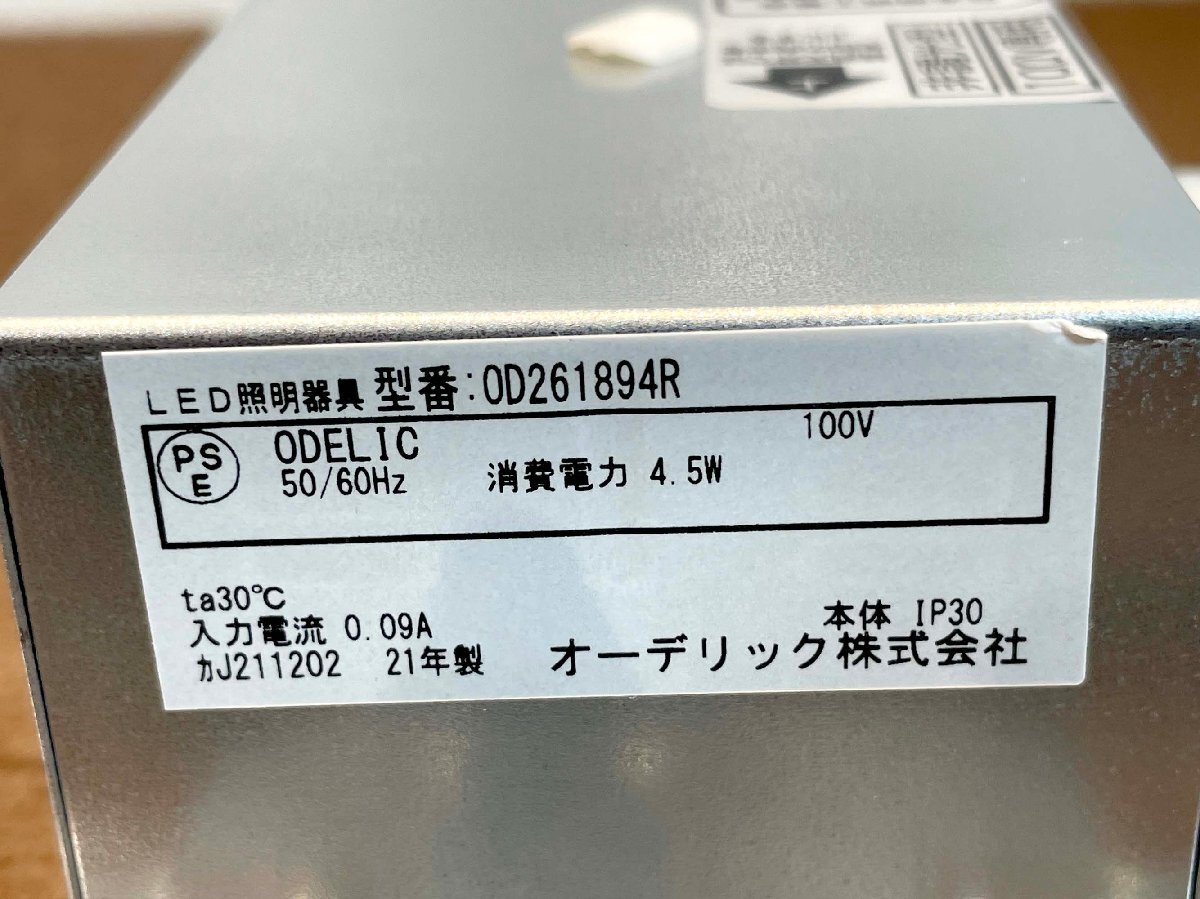 LED照明器具 型番:OD261894R
PSE ODELIC 100V
50/60Hz 消費電力 4.5W
ta30℃
入力電流 0.09A 本体 IP30
カJ211202 21年製 オーデリック株式会社